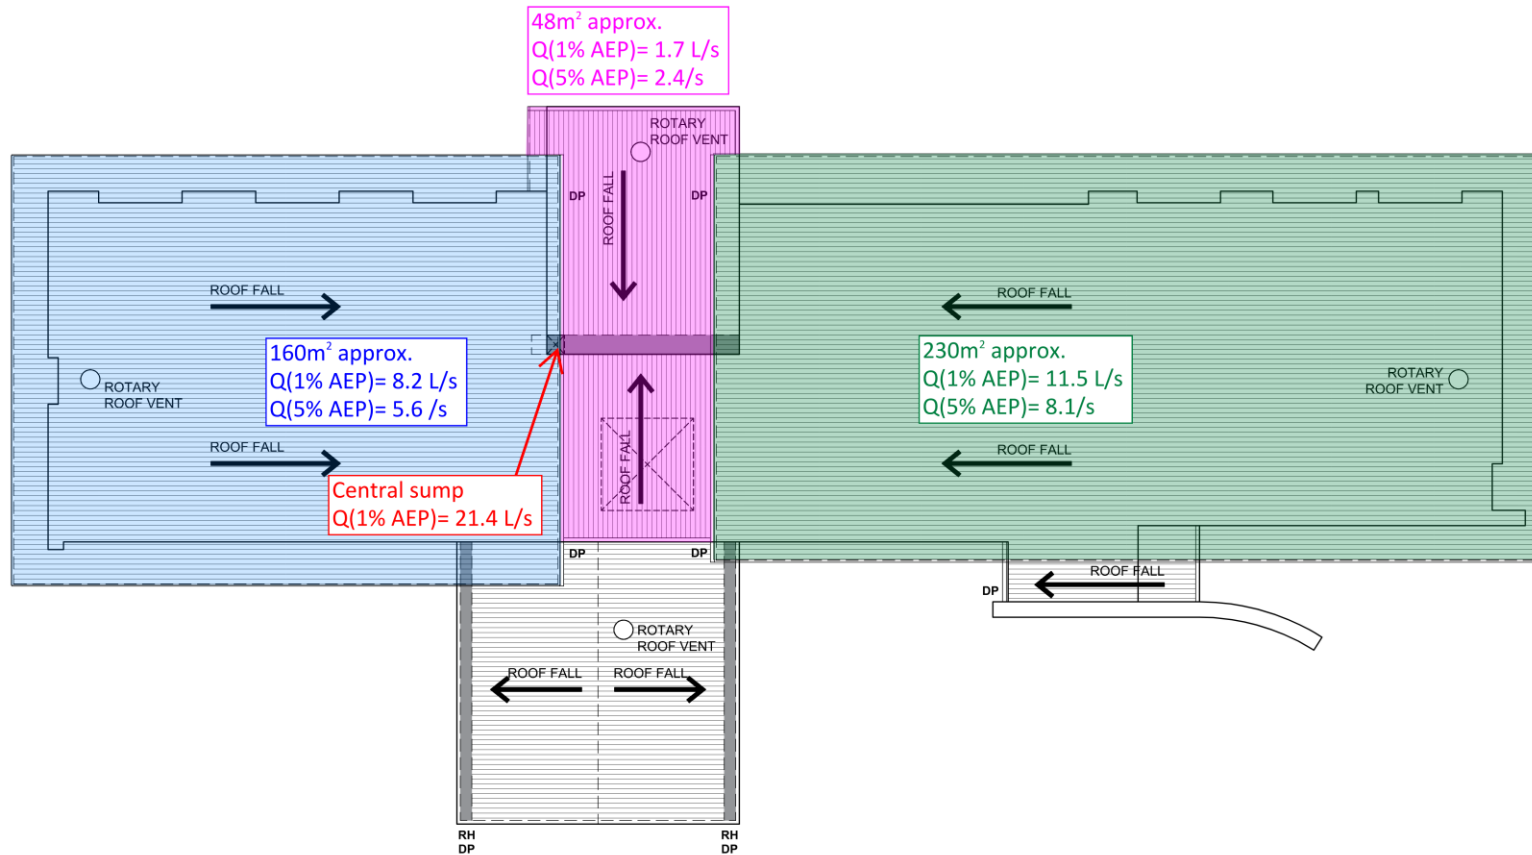 48m² approx.
Q(1% AEP)= 1.7 L/s
Q(5% AEP)= 2.4/s
ROTARY
ROOF VENT
DP
DP
ROOF FALL
ROOF FALL
ROOF FALL
160m² approx.
Q(1% AEP)= 8.2 L/s
Q(5% AEP)= 5.6 /s
230m² approx.
Q(1% AEP)= 11.5 L/s
Q(5% AEP)= 8.1/s
ROTARY
ROOF VENT
ROTARY
ROOF VENT
ROOF FALL
ROOF FALL
ROOF FALL
Central sump
Q(1% AEP)= 21.4 L/s
DP
DP
ROOF FALL
DP
ROTARY
ROOF VENT
ROOF FALL
ROOF FALL
RH
DP
RH
DP